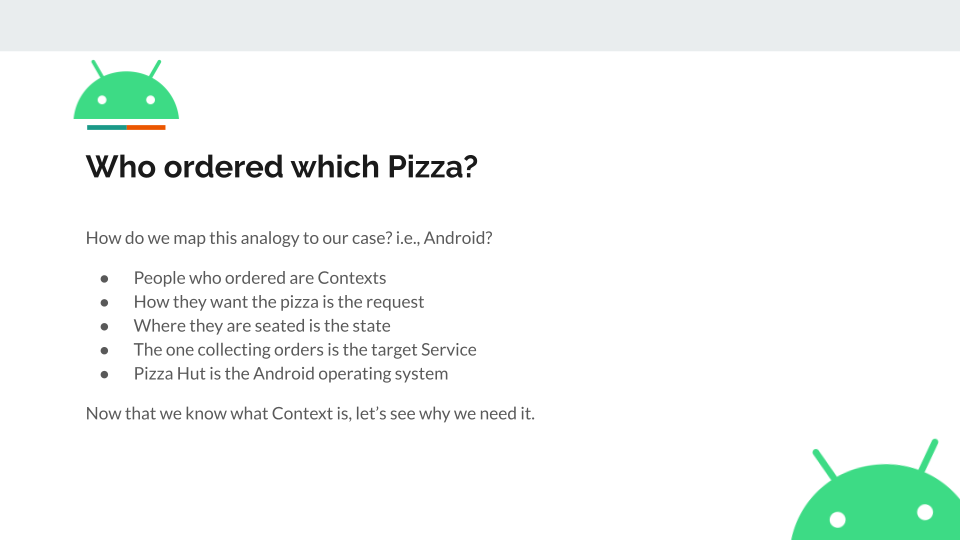 Who ordered which Pizza?
How do we map this analogy to our case? i.e., Android?
● People who ordered are Contexts
● How they want the pizza is the request
● Where they are seated is the state
● The one collecting orders is the target Service
● Pizza Hut is the Android operating system
Now that we know what Context is, let’s see why we need it.